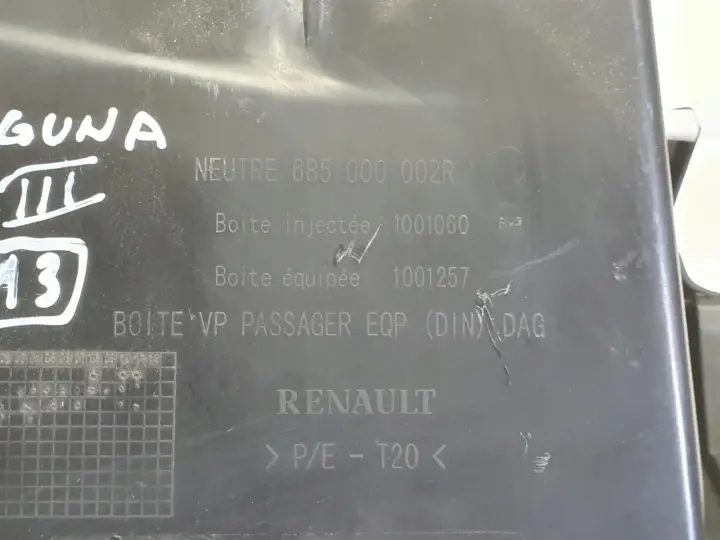 GUNA
III
13
NEUTRE 685 000 002R
Boite injectée 1001060
Boite équipée 1001257
BOITE VP PASSAGER EQP (DIN) DAG
RENAULT
> P/E - T20 <